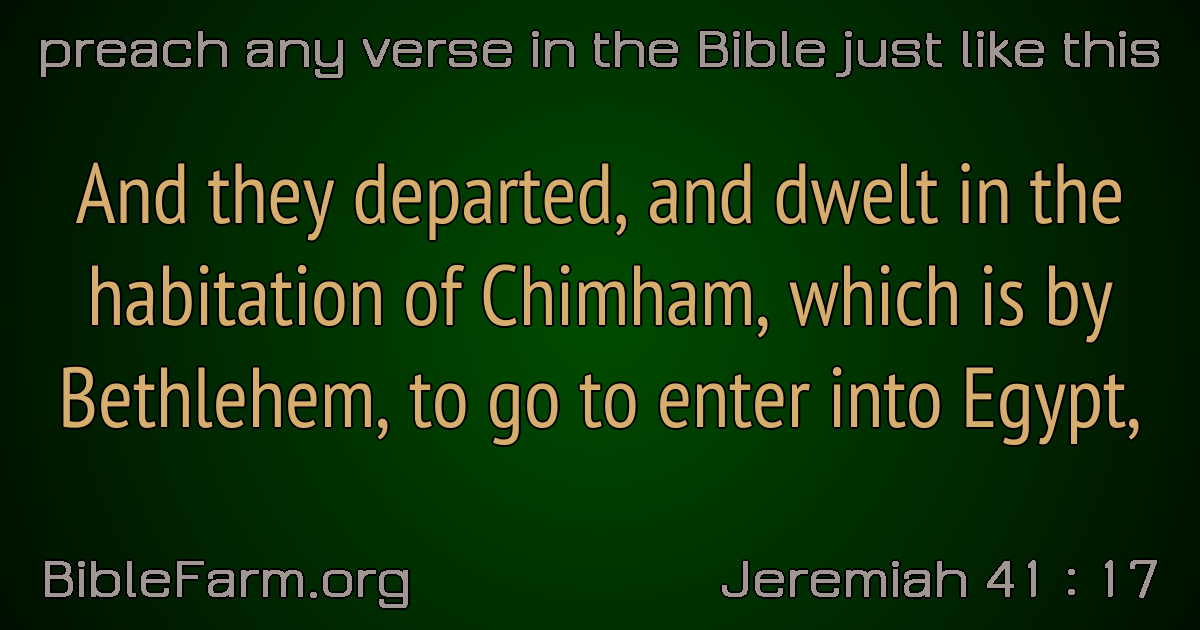 preach any verse in the Bible just like this
And they departed, and dwelt in the
habitation of Chimham, which is by
Bethlehem, to go to enter into Egypt,
BibleFarm.org
Jeremiah 41 : 17